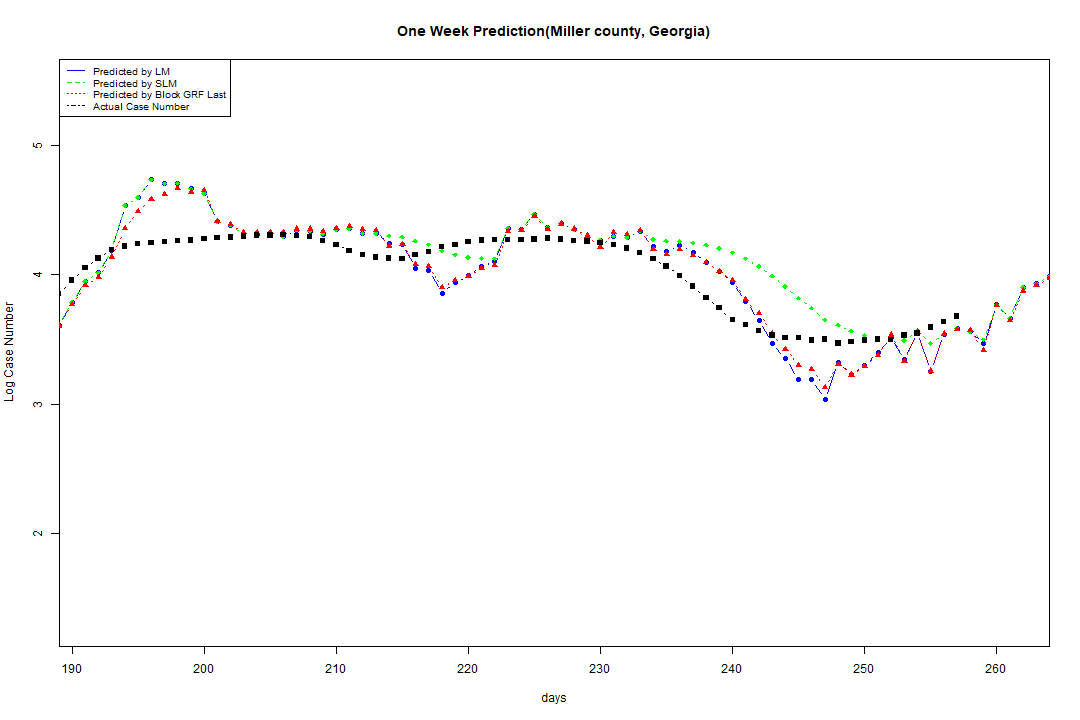 One Week Prediction(Miller county, Georgia)
Predicted by LM
Predicted by SLM
Predicted by Block GRF Last
Actual Case Number
5
4
3
2
Log Case Number
190 200 210 220 230 240 250 260
days